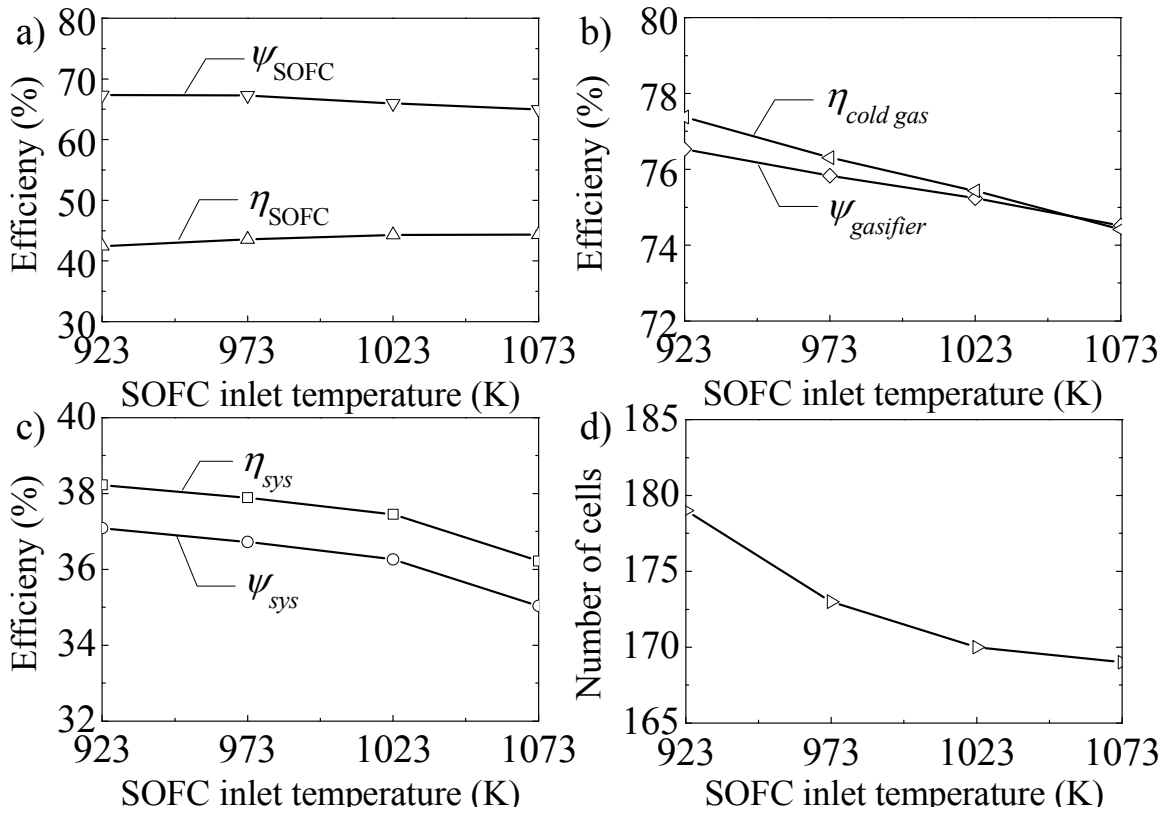 a)
80
70
60
50
40
30
Efficieny (%)
ψSOFC
ηSOFC
923 973 1023 1073
SOFC inlet temperature (K)
b)
80
78
76
74
72
Efficieny (%)
ηcold gas
ψgasifier
923 973 1023 1073
SOFC inlet temperature (K)
c)
40
38
36
34
32
Efficieny (%)
ηsys
ψsys
923 973 1023 1073
SOFC inlet temperature (K)
d)
185
180
175
170
165
Number of cells
923 973 1023 1073
SOFC inlet temperature (K)